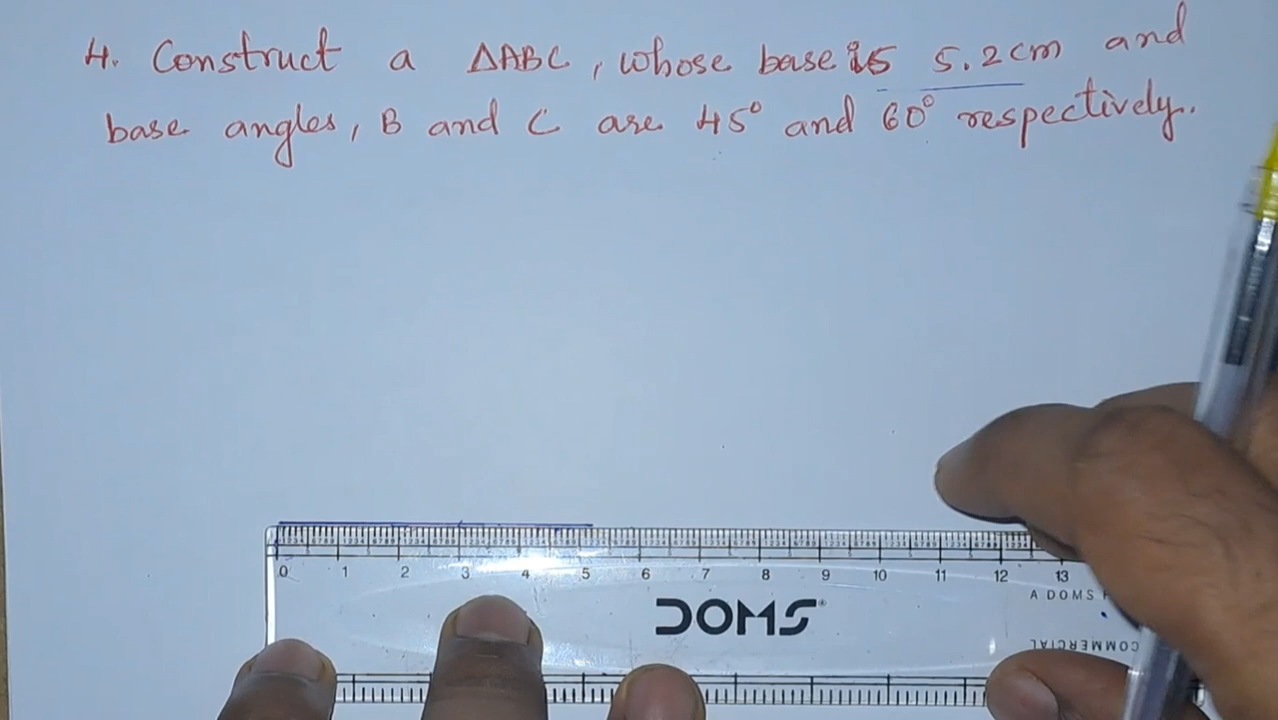 4. Construct a ΔABC, whose base is 5.2cm and
base angles, B and C are 45° and 60° respectively.
0 1 2 3 4 5 6 7 8 9 10 11 12 13
A DOMS
DOMS®
COMMERCIAL